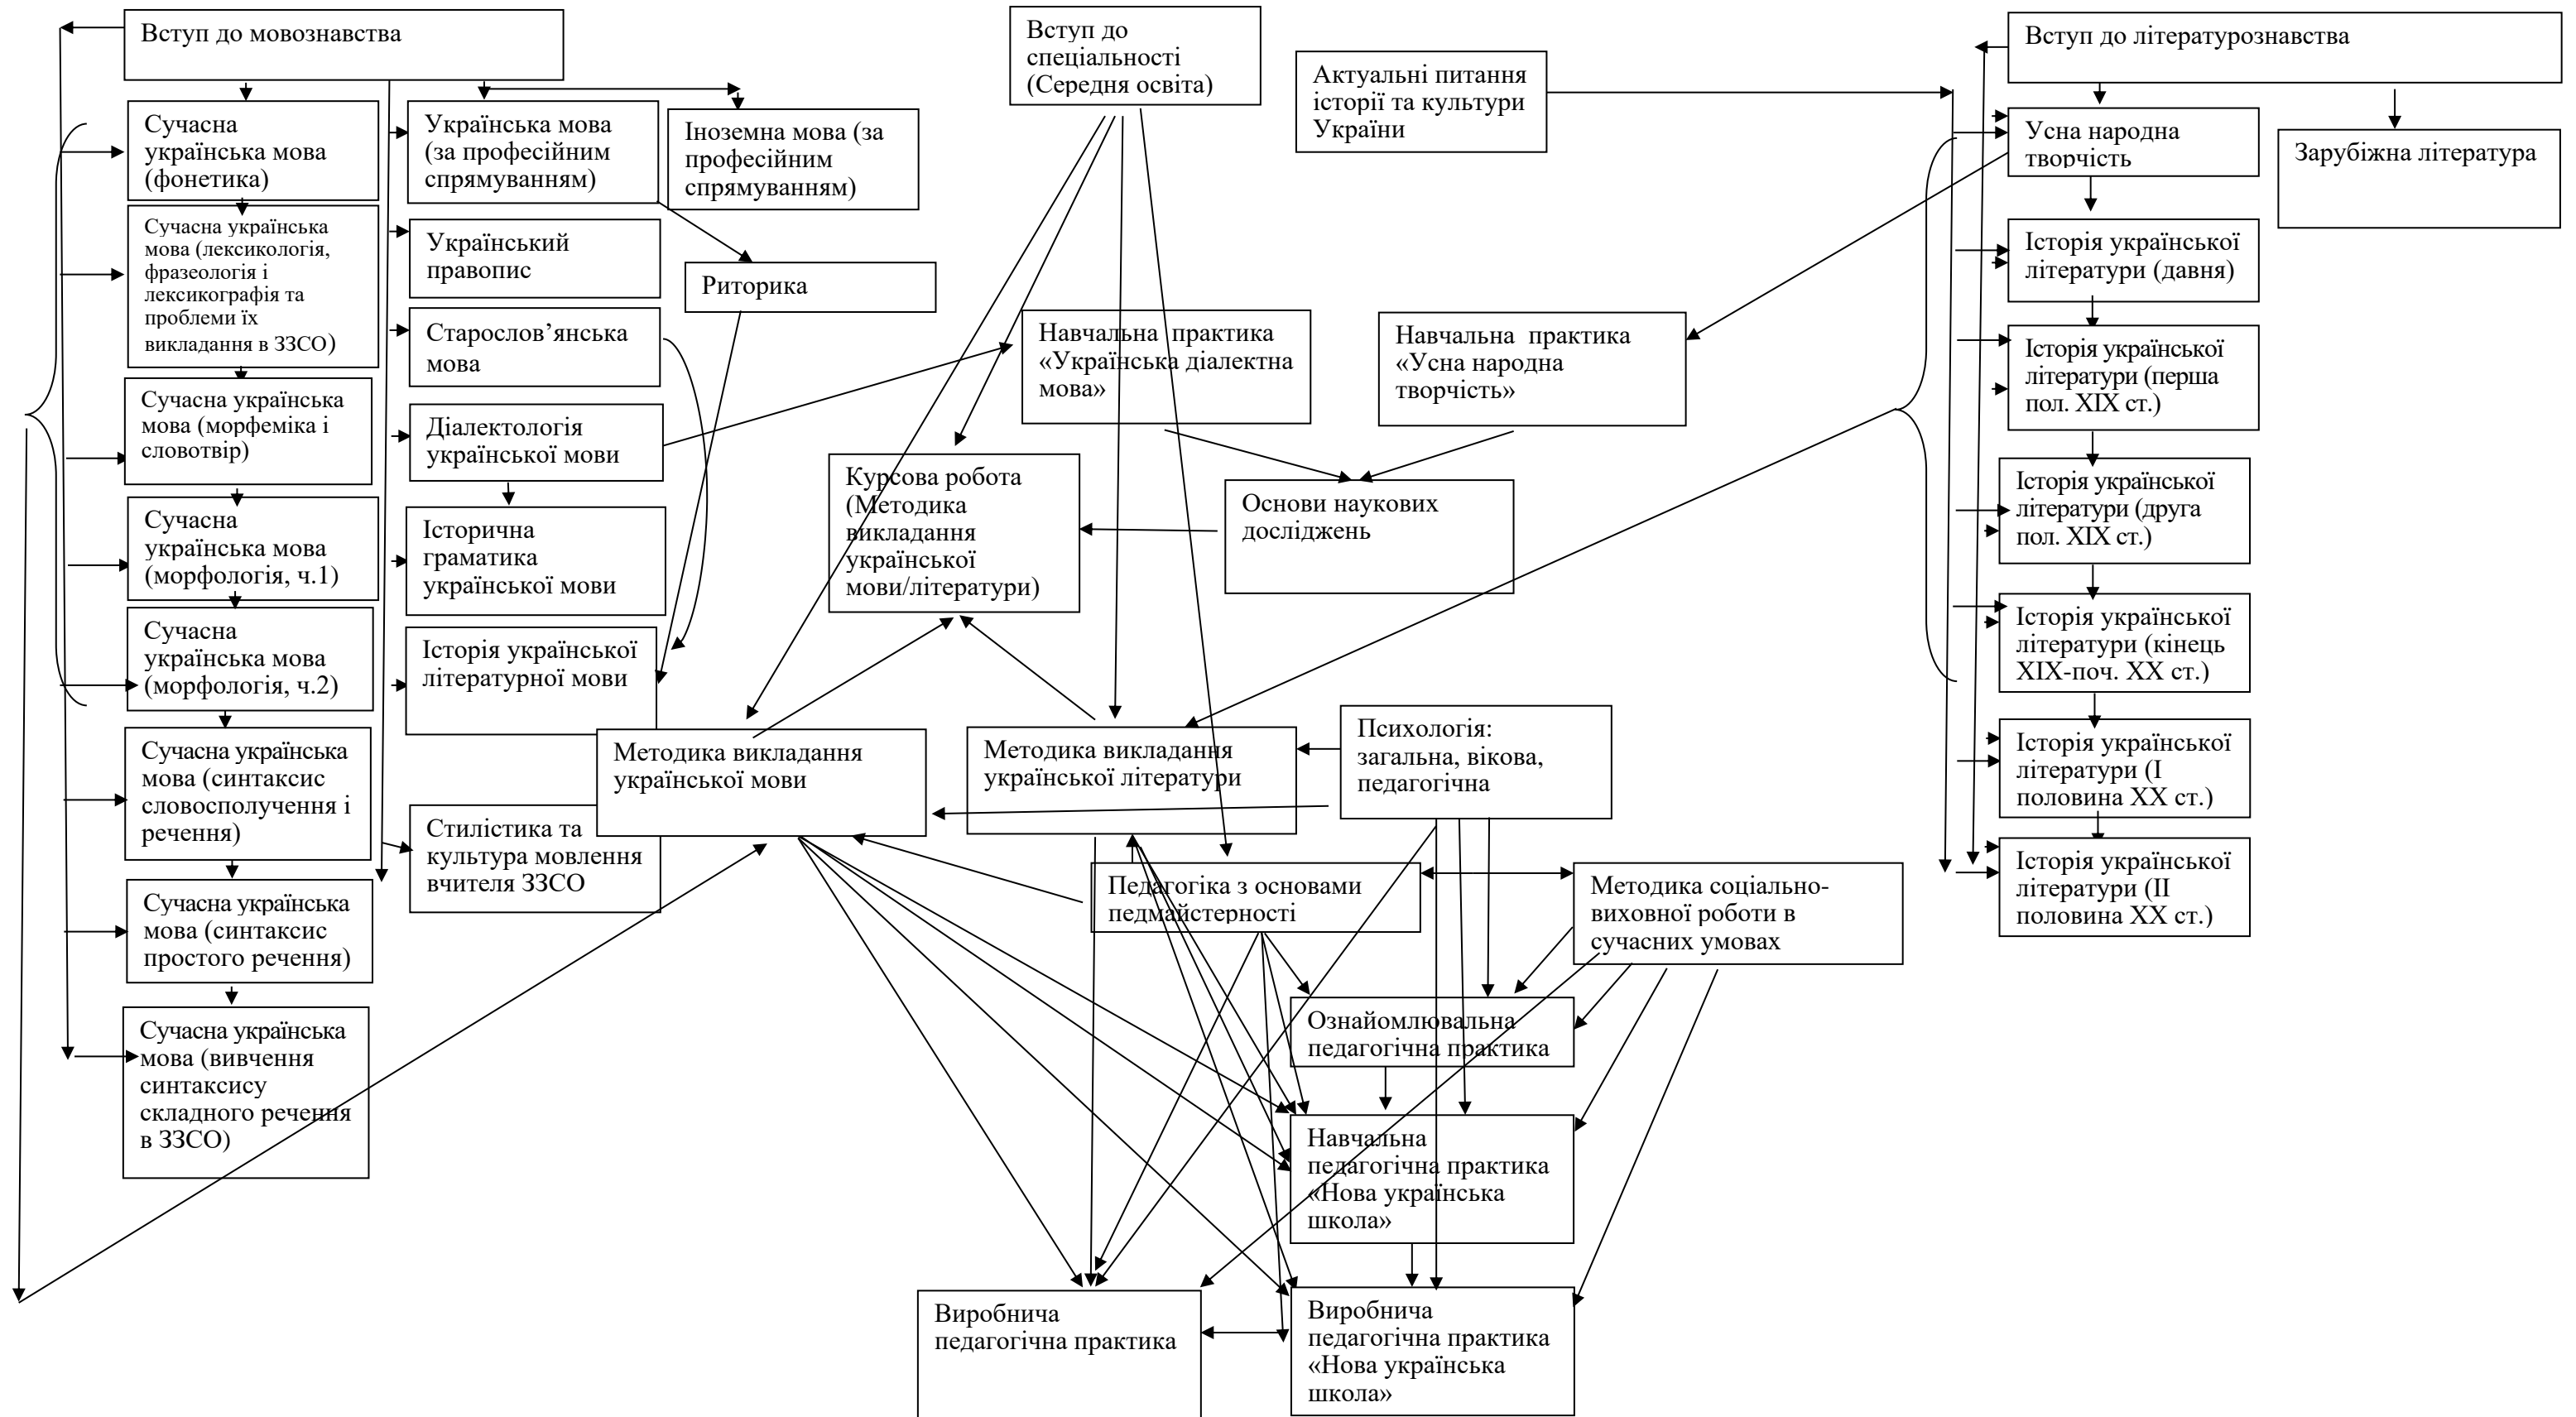 Вступ до мовознавства
Сучасна
українська мова
(фонетика)
Сучасна українська
мова (лексикологія,
фразеологія і
лексикографія та
проблеми їх
викладання в ЗЗСО)
Сучасна українська
мова (морфеміка і
словотвір)
Сучасна
українська мова
(морфологія, ч.1)
Сучасна
українська мова
(морфологія, ч.2)
Сучасна українська
мова (синтаксис
словосполучення і
речення)
Сучасна українська
мова (синтаксис
простого речення)
Сучасна українська
мова (вивчення
синтаксису
складного речення
в ЗЗСО)
Українська мова
(за професійним
спрямуванням)
Український
правопис
Старослов’янська
мова
Діалектологія
української мови
Історична
граматика
української мови
Історія української
літературної мови
Стилістика та
культура мовлення
вчителя ЗЗСО
Іноземна мова (за
професійним
спрямуванням)
Риторика
Вступ до
спеціальності
(Середня освіта)
Актуальні питання
історії та культури
України
Навчальна практика
«Українська діалектна
мова»
Навчальна практика
«Усна народна
творчість»
Курсова робота
(Методика
викладання
української
мови/літератури)
Основи наукових
досліджень
Методика викладання
української мови
Методика викладання
української літератури
Психологія:
загальна, вікова,
педагогічна
Педагогіка з основами
педмайстерності
Методика соціально-
виховної роботи в
сучасних умовах
Ознайомлювальна
педагогічна практика
Навчальна
педагогічна практика
«Нова українська
школа»
Виробнича
педагогічна практика
Виробнича
педагогічна практика
«Нова українська
школа»
Вступ до літературознавства
Усна народна
творчість
Зарубіжна література
Історія української
літератури (давня)
Історія української
літератури (перша
пол. ХІХ ст.)
Історія української
літератури (друга
пол. ХІХ ст.)
Історія української
літератури (кінець
ХІХ-поч. ХХ ст.)
Історія української
літератури (І
половина ХХ ст.)
Історія української
літератури (ІІ
половина ХХ ст.)